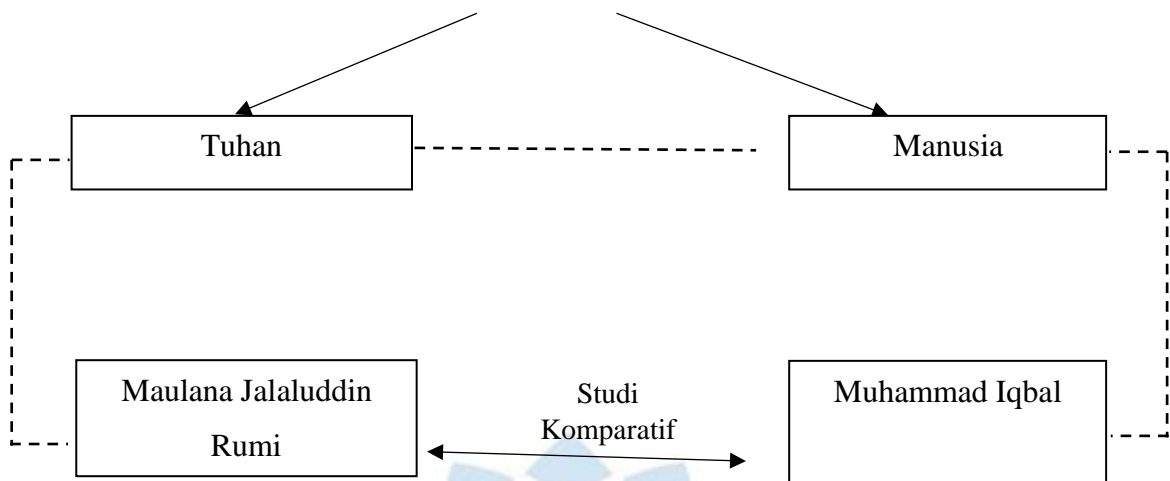 Tuhan
Manusia
Maulana Jalaluddin
Rumi
Studi
Komparatif
Muhammad Iqbal